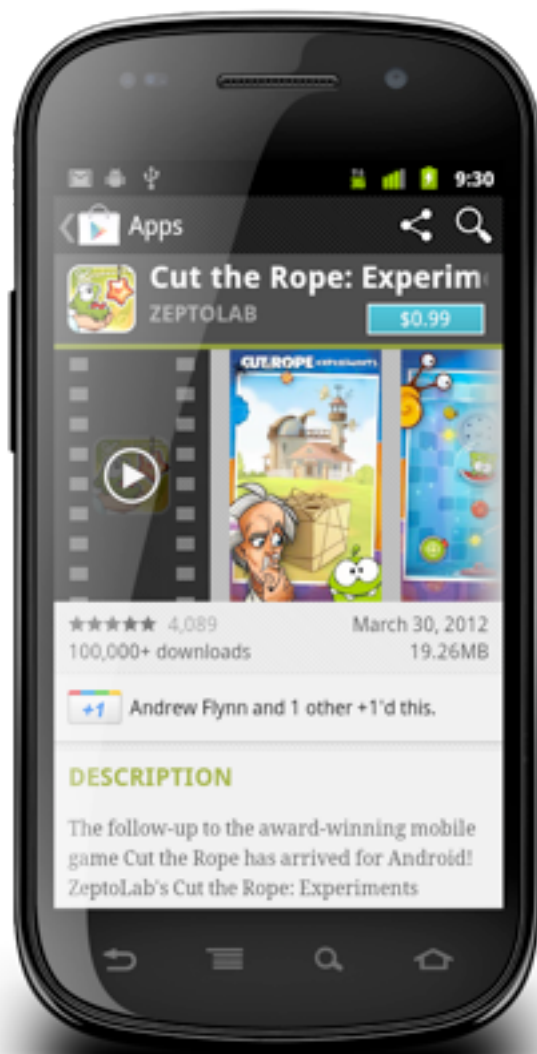 9:30
Apps
Cut the Rope: Experim
ZEPTOLAB
$0.99
CUT THE ROPE EXPERIMENTS
4,089
March 30, 2012
100,000+ downloads
19.26MB
+1 Andrew Flynn and 1 other +1'd this.
DESCRIPTION
The follow-up to the award-winning mobile
game Cut the Rope has arrived for Android!
ZeptoLab's Cut the Rope: Experiments